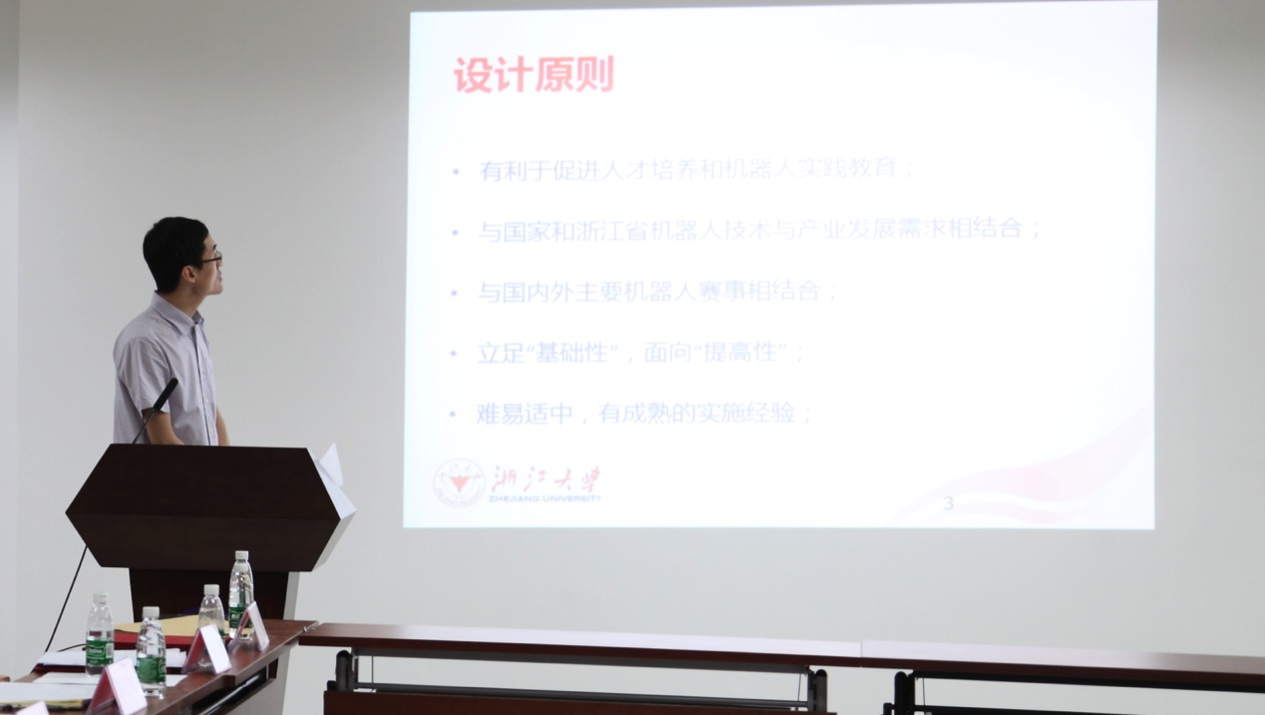 设计原则
• 有利于促进人才培养和机器人实践教育；
• 与国家和浙江省机器人技术与产业发展需求相结合；
• 与国内外主要机器人赛事相结合；
• 立足“基础性”，面向“提高性”；
• 难易适中，有成熟的实施经验；
浙江大学
ZHEJIANG UNIVERSITY
3